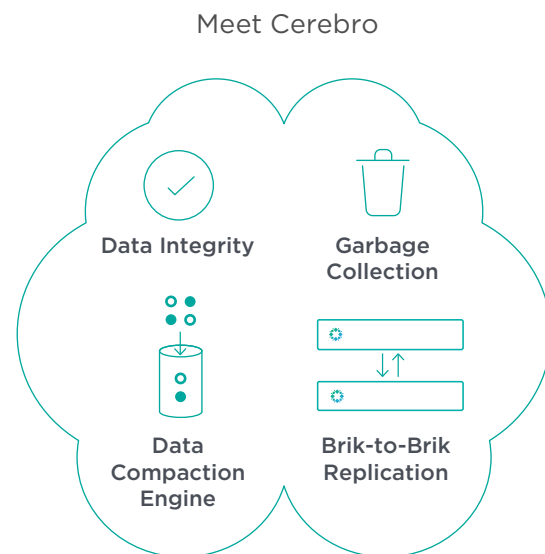 Meet Cerebro
Data Integrity
Garbage
Collection
Data
Compaction
Engine
Brik-to-Brik
Replication